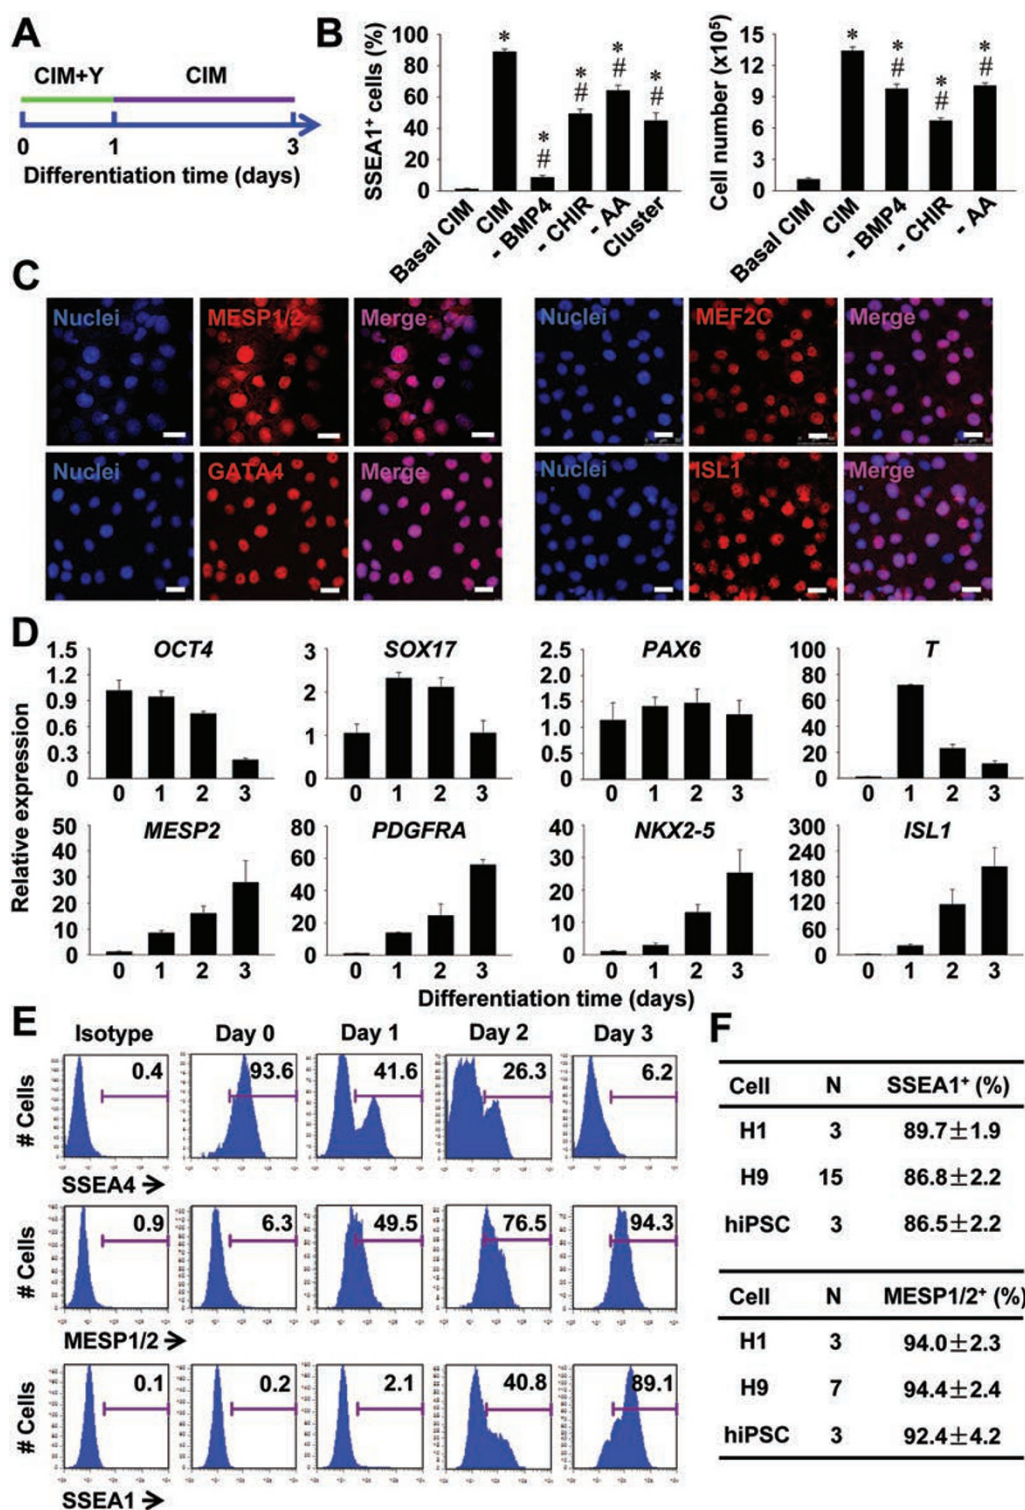 A
CIM+Y CIM
0 1 3
Differentiation time (days)
B
SSEA1⁺ cells (%)
100
80
60
40
20
0
* * # * # * # * #
Basal CIM
CIM
- BMP4
- CHIR
- AA
Cluster
Cell number (x10⁵)
15
12
9
6
3
0
* * # * # * #
Basal CIM
CIM
- BMP4
- CHIR
- AA
C
Nuclei MESP1/2 Merge Nuclei MEF2C Merge
Nuclei GATA4 Merge Nuclei ISL1 Merge
D
Relative expression
OCT4
1.5
1.2
0.9
0.6
0.3
0
0 1 2 3
SOX17
3
2
1
0
0 1 2 3
PAX6
2.5
2.0
1.5
1.0
0.5
0
0 1 2 3
T
100
80
60
40
20
0
0 1 2 3
MESP2
50
40
30
20
10
0
0 1 2 3
PDGFRA
80
60
40
20
0
0 1 2 3
NKX2-5
40
30
20
10
0
0 1 2 3
ISL1
300
240
180
120
60
0
0 1 2 3
Differentiation time (days)
E
Isotype Day 0 Day 1 Day 2 Day 3
# Cells
0.4 93.6 41.6 26.3 6.2
SSEA4
# Cells
0.9 6.3 49.5 76.5 94.3
MESP1/2
# Cells
0.1 0.2 2.1 40.8 89.1
SSEA1
F
Cell N SSEA1⁺ (%)
H1 3 89.7±1.9
H9 15 86.8±2.2
hiPSC 3 86.5±2.2
Cell N MESP1/2⁺ (%)
H1 3 94.0±2.3
H9 7 94.4±2.4
hiPSC 3 92.4±4.2